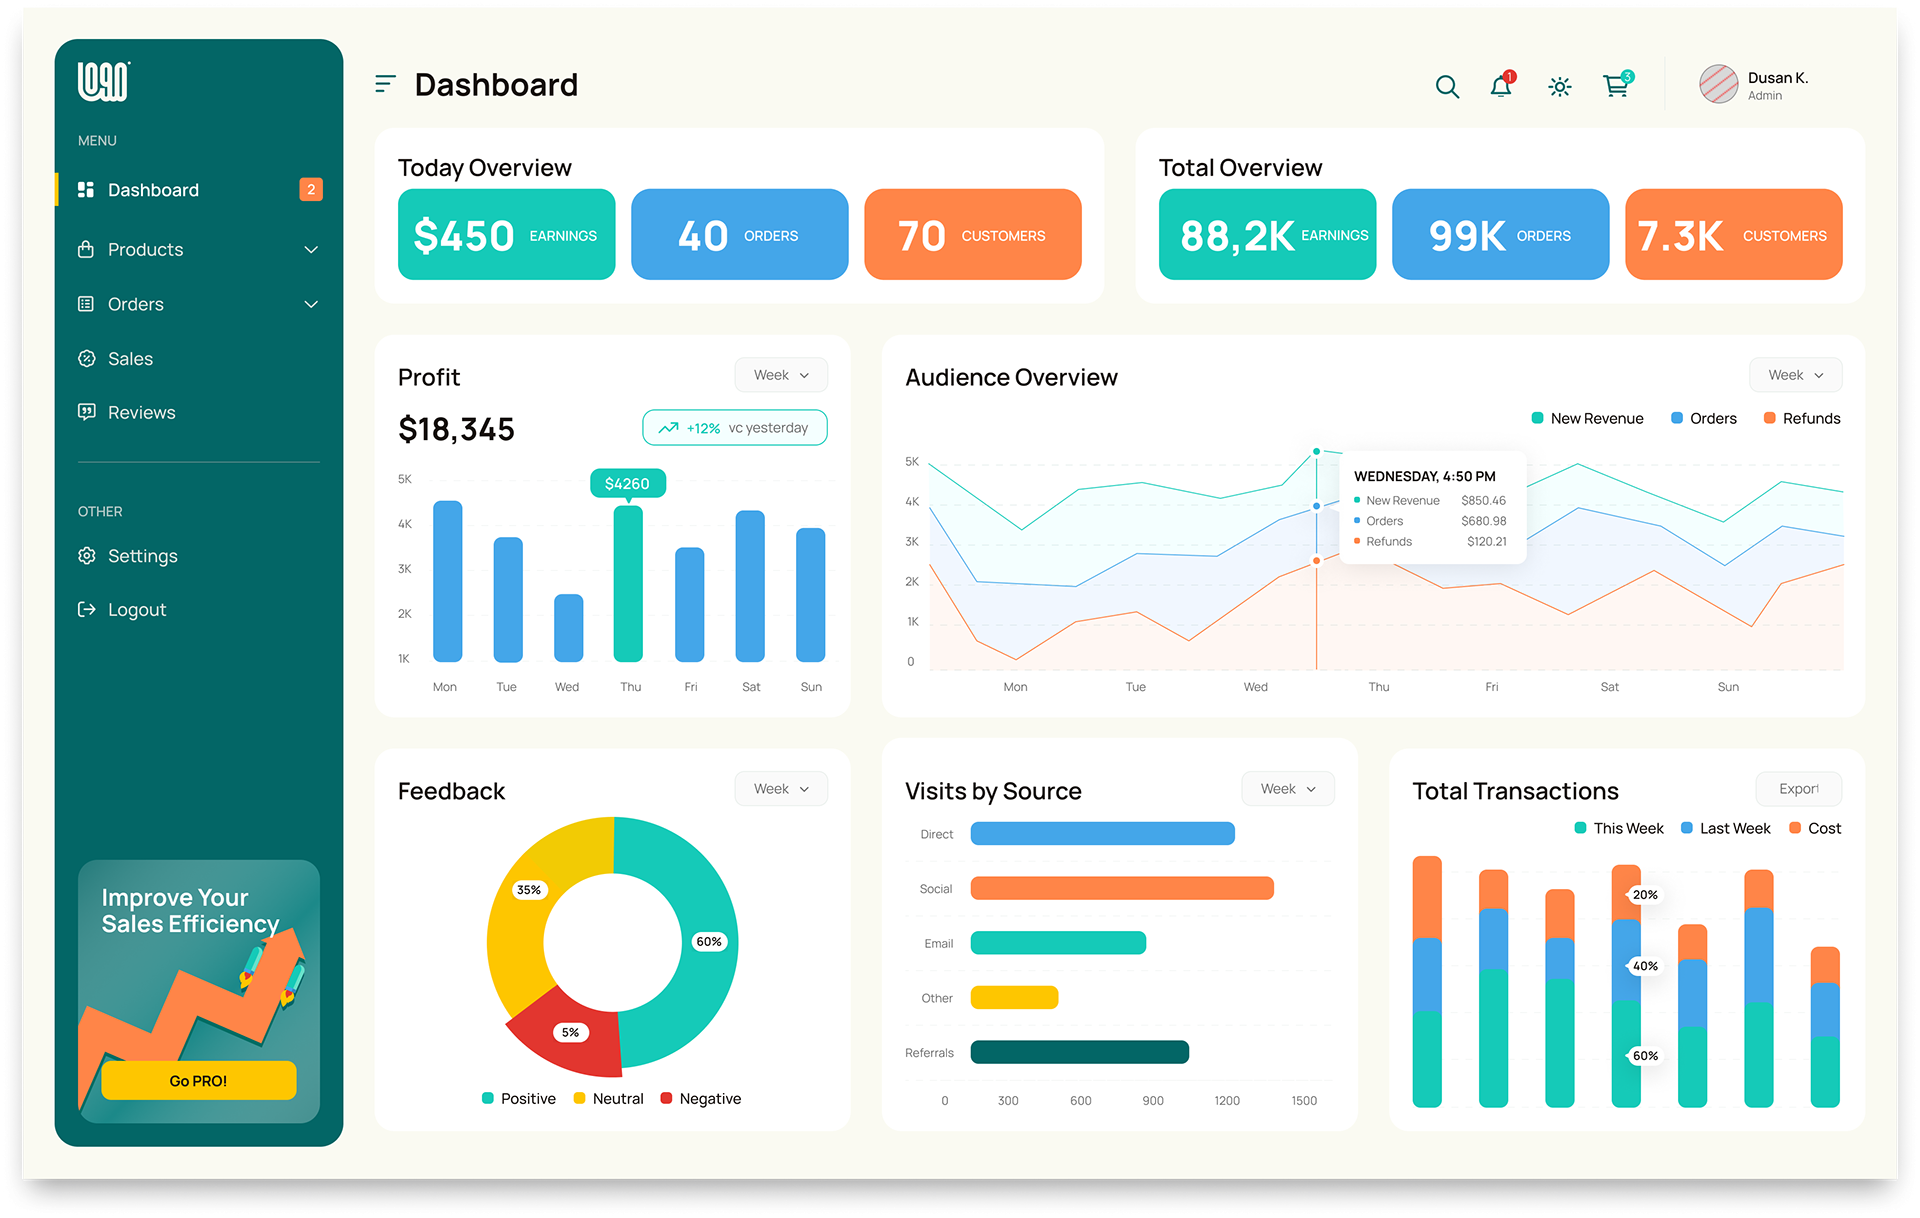 LOGO
MENU
Dashboard 2
Products
Orders
Sales
Reviews
OTHER
Settings
Logout
Improve Your
Sales Efficiency
Go PRO!
Dashboard
1
3
Dusan K.
Admin
Today Overview
$450 EARNINGS
40 ORDERS
70 CUSTOMERS
Total Overview
88,2K EARNINGS
99K ORDERS
7.3K CUSTOMERS
Profit
Week
$18,345
+12% vc yesterday
5K
4K
3K
2K
1K
$4260
Mon Tue Wed Thu Fri Sat Sun
Audience Overview
Week
New Revenue Orders Refunds
5K
4K
3K
2K
1K
0
WEDNESDAY, 4:50 PM
New Revenue $850.46
Orders $680.98
Refunds $120.21
Mon Tue Wed Thu Fri Sat Sun
Feedback
Week
35%
60%
5%
Positive Neutral Negative
Visits by Source
Week
Direct
Social
Email
Other
Referrals
0 300 600 900 1200 1500
Total Transactions
Export
This Week Last Week Cost
20%
40%
60%